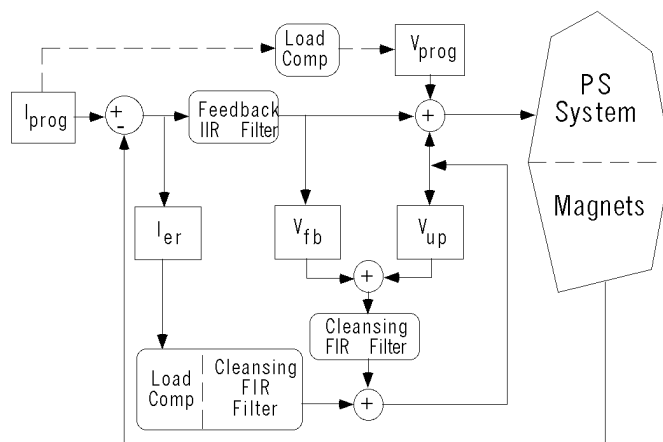 Load
Comp
V prog
I prog
+
-
Feedback
IIR Filter
+
PS
System
Magnets
I er
V fb
V up
+
Cleansing
FIR Filter
Load
Comp
Cleansing
FIR
Filter
+